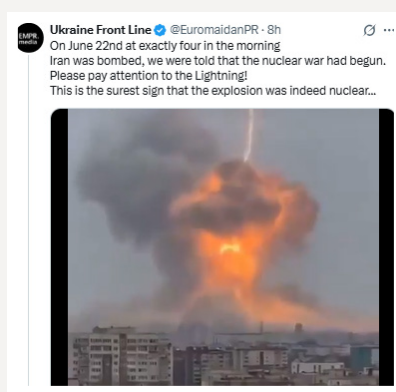 EMPR.
media
Ukraine Front Line @EuromaidanPR · 8h
On June 22nd at exactly four in the morning
Iran was bombed, we were told that the nuclear war had begun.
Please pay attention to the Lightning!
This is the surest sign that the explosion was indeed nuclear...